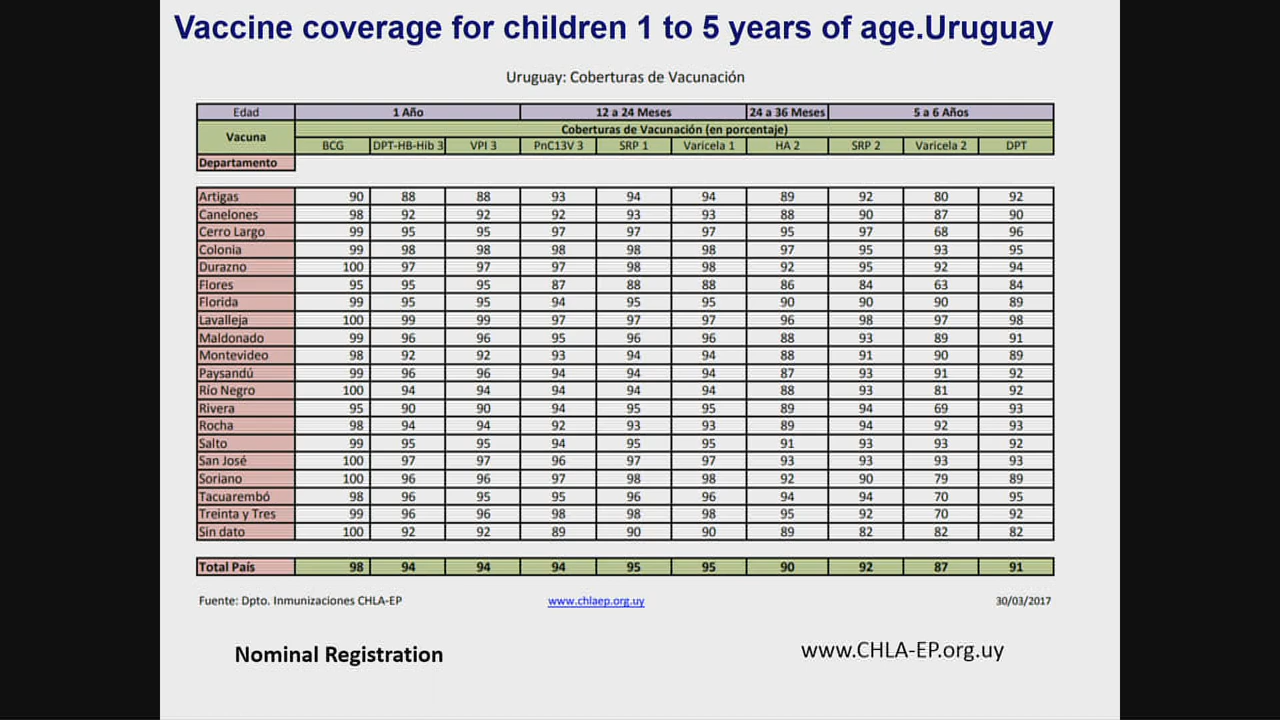 Vaccine coverage for children 1 to 5 years of age.Uruguay
Uruguay: Coberturas de Vacunación
Edad 1 Año 12 a 24 Meses 24 a 36 Meses 5 a 6 Años
Vacuna Coberturas de Vacunación (en porcentaje)
BCG DPT-HB-Hib 3 VPI 3 PnC13V 3 SRP 1 Varicela 1 HA 2 SRP 2 Varicela 2 DPT
Departamento
Artigas 90 88 88 93 94 94 89 92 80 92
Canelones 98 92 92 92 93 93 88 90 87 90
Cerro Largo 99 95 95 97 97 97 95 97 68 96
Colonia 99 98 98 98 98 98 97 95 93 95
Durazno 100 97 97 97 98 98 92 95 92 94
Flores 95 95 95 87 88 88 86 84 63 84
Florida 99 95 95 94 95 95 90 90 90 89
Lavalleja 100 99 99 97 97 97 96 98 97 98
Maldonado 99 96 96 95 96 96 88 93 89 91
Montevideo 98 92 92 93 94 94 88 91 90 89
Paysandú 99 96 96 94 94 94 87 93 91 92
Río Negro 100 94 94 94 94 94 88 93 81 92
Rivera 95 90 90 94 95 95 89 94 69 93
Rocha 98 94 94 92 93 93 89 94 92 93
Salto 99 95 95 94 95 95 91 93 93 92
San José 100 97 97 96 97 97 93 93 93 93
Soriano 100 96 96 97 98 98 92 90 79 89
Tacuarembó 98 96 95 95 96 96 94 94 70 95
Treinta y Tres 99 96 96 98 98 98 95 92 70 92
Sin dato 100 92 92 89 90 90 89 82 82 82
Total País 98 94 94 94 95 95 90 92 87 91
Fuente: Dpto. Inmunizaciones CHLA-EP www.chlaep.org.uy 30/03/2017
Nominal Registration www.CHLA-EP.org.uy